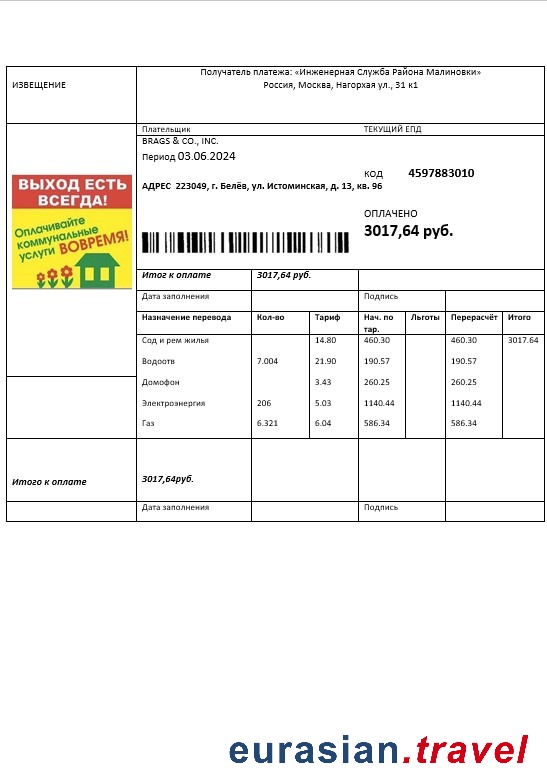 Получатель платежа: «Инженерная Служба Района Малиновки»
ИЗВЕЩЕНИЕ
Россия, Москва, Нагорхая ул., 31 к1
Плательщик ТЕКУЩИЙ ЕПД
BRAGS & CO., INC.
Период 03.06.2024
КОД 4597883010
АДРЕС 223049, г. Белёв, ул. Истоминская, д. 13, кв. 96
ВЫХОД ЕСТЬ
ВСЕГДА!
Оплачивайте
коммунальные
услуги ВОВРЕМЯ!
ОПЛАЧЕНО
3017,64 руб.
Итог к оплате 3017,64 руб.
Дата заполнения Подпись
Назначение перевода Кол-во Тариф Нач. по тар. Льготы Перерасчёт Итого
Сод и рем жилья 14.80 460.30 460.30 3017.64
Водоотв 7.004 21.90 190.57 190.57
Домофон 3.43 260.25 260.25
Электроэнергия 206 5.03 1140.44 1140.44
Газ 6.321 6.04 586.34 586.34
Итого к оплате 3017,64руб.
Дата заполнения Подпись
eurasian.travel